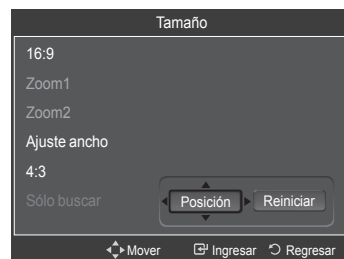 Tamaño
16:9
Zoom1
Zoom2
Ajuste ancho
4:3
Sólo buscar
Posición Reiniciar
Mover Ingresar Regresar